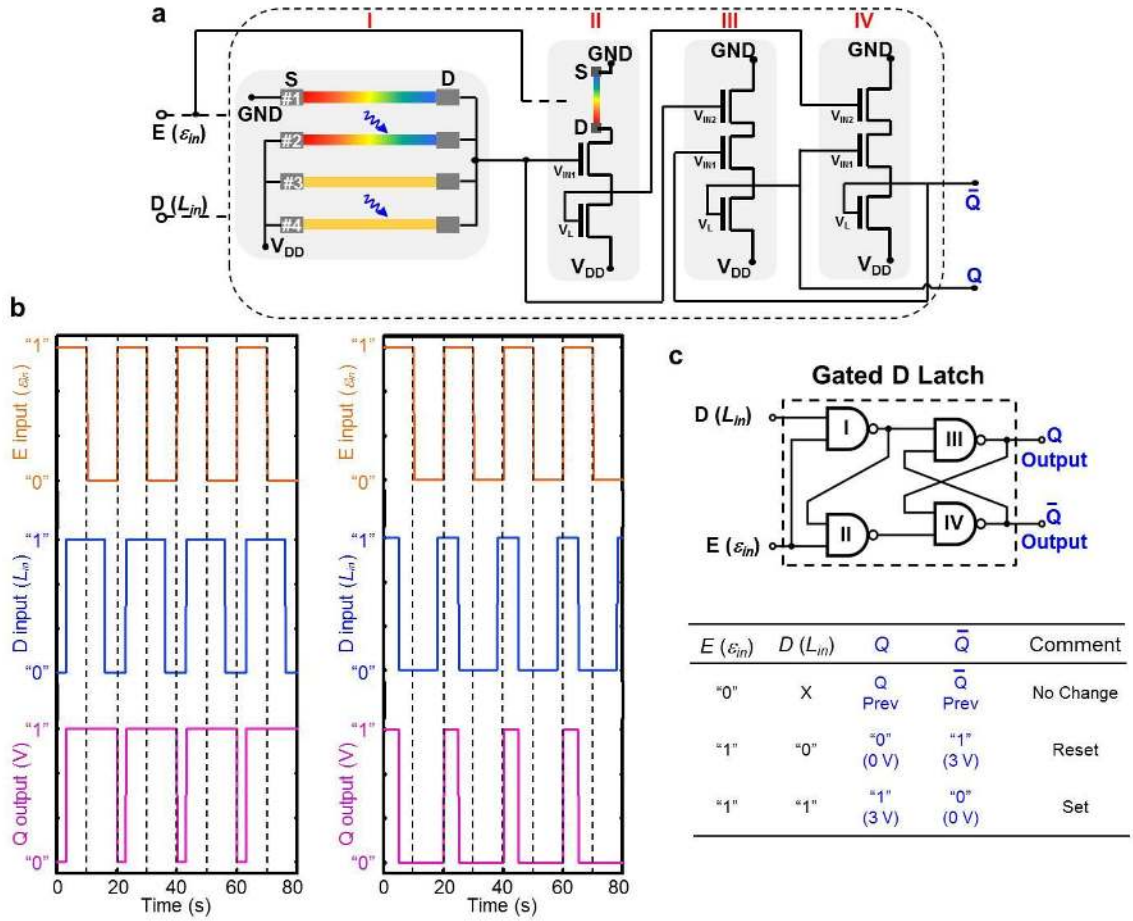 a
I
II
III
IV
S
D
#1
#2
#3
#4
GND
E (εin)
D (Lin)
VDD
GND
S
D
VIN1
VL
VDD
GND
VIN2
VIN1
VL
VDD
GND
VIN2
VIN1
VL
VDD
Q̄
Q
b
E input (εin)
"1"
"0"
D input (Lin)
"1"
"0"
Q output (V)
"1"
"0"
0 20 40 60 80
Time (s)
E input (εin)
"1"
"0"
D input (Lin)
"1"
"0"
Q output (V)
"1"
"0"
0 20 40 60 80
Time (s)
c
Gated D Latch
D (Lin)
I
III
Q
Output
II
IV
Q̄
Output
E (εin)
E (εin) D (Lin) Q Q̄ Comment
"0" X Q Prev Q̄ Prev No Change
"1" "0" "0" (0 V) "1" (3 V) Reset
"1" "1" "1" (3 V) "0" (0 V) Set